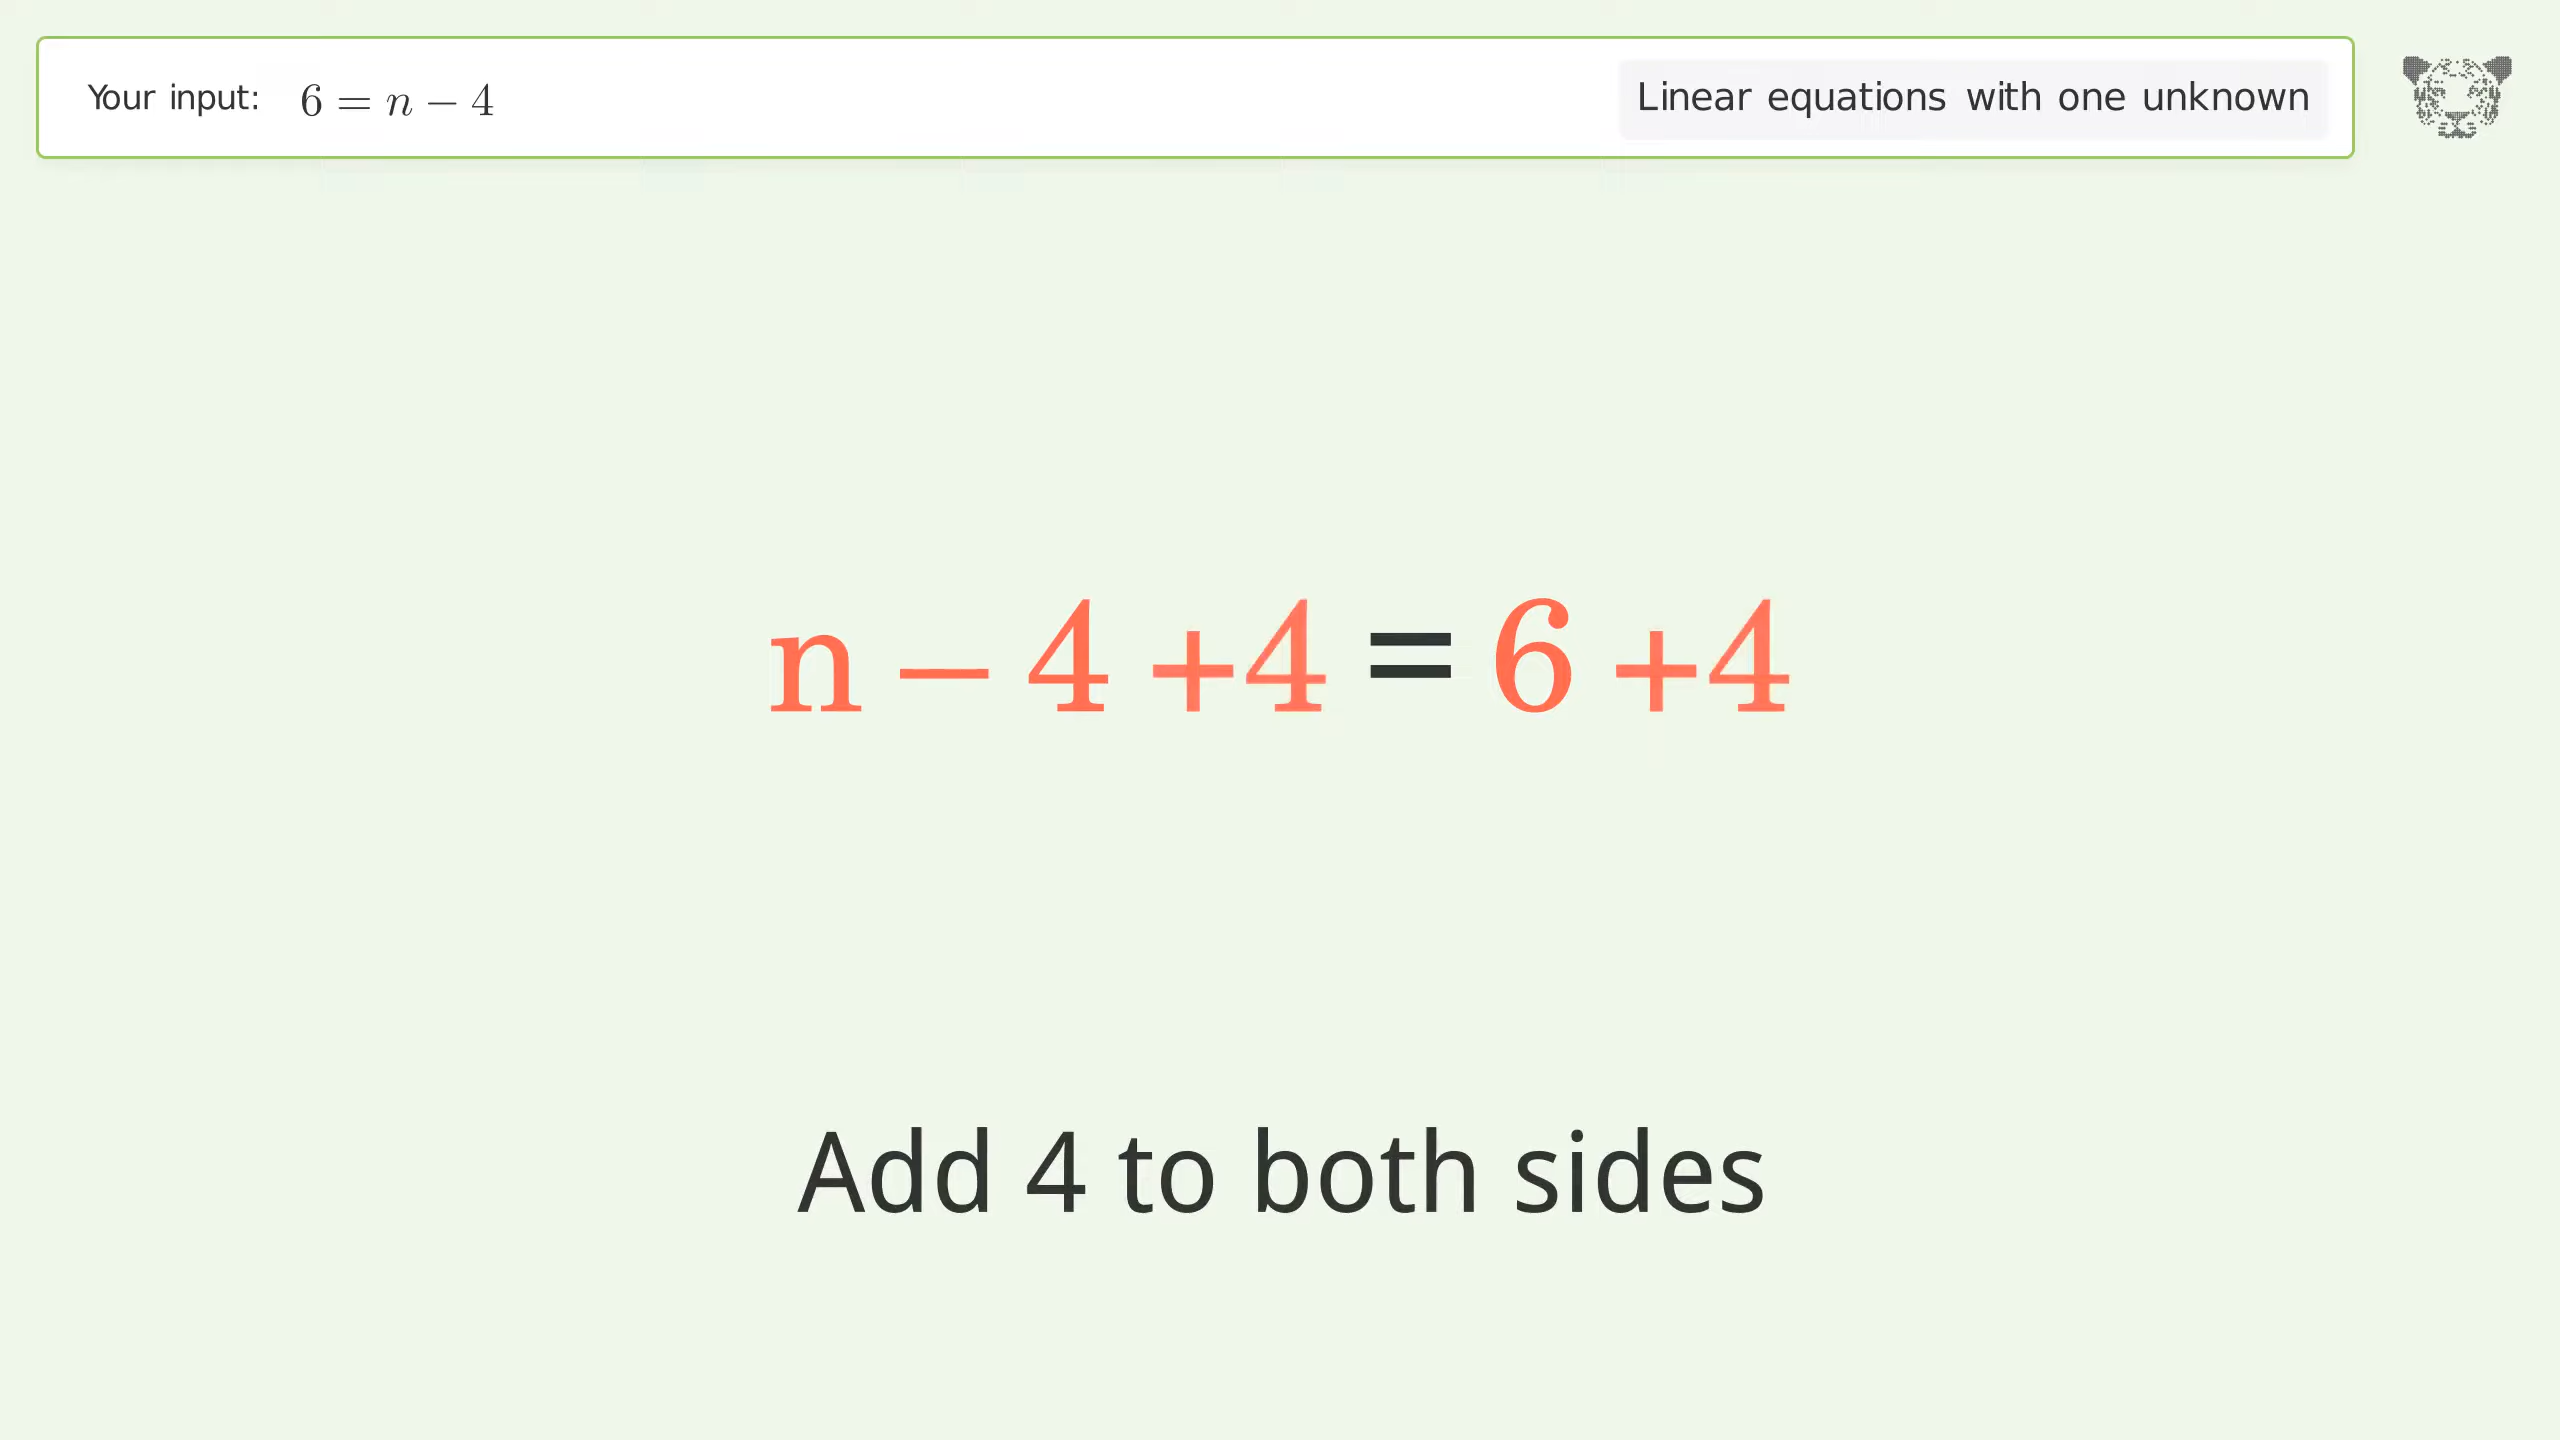 Your input: 6 = n − 4
Linear equations with one unknown
n − 4 +4 = 6 +4
Add 4 to both sides